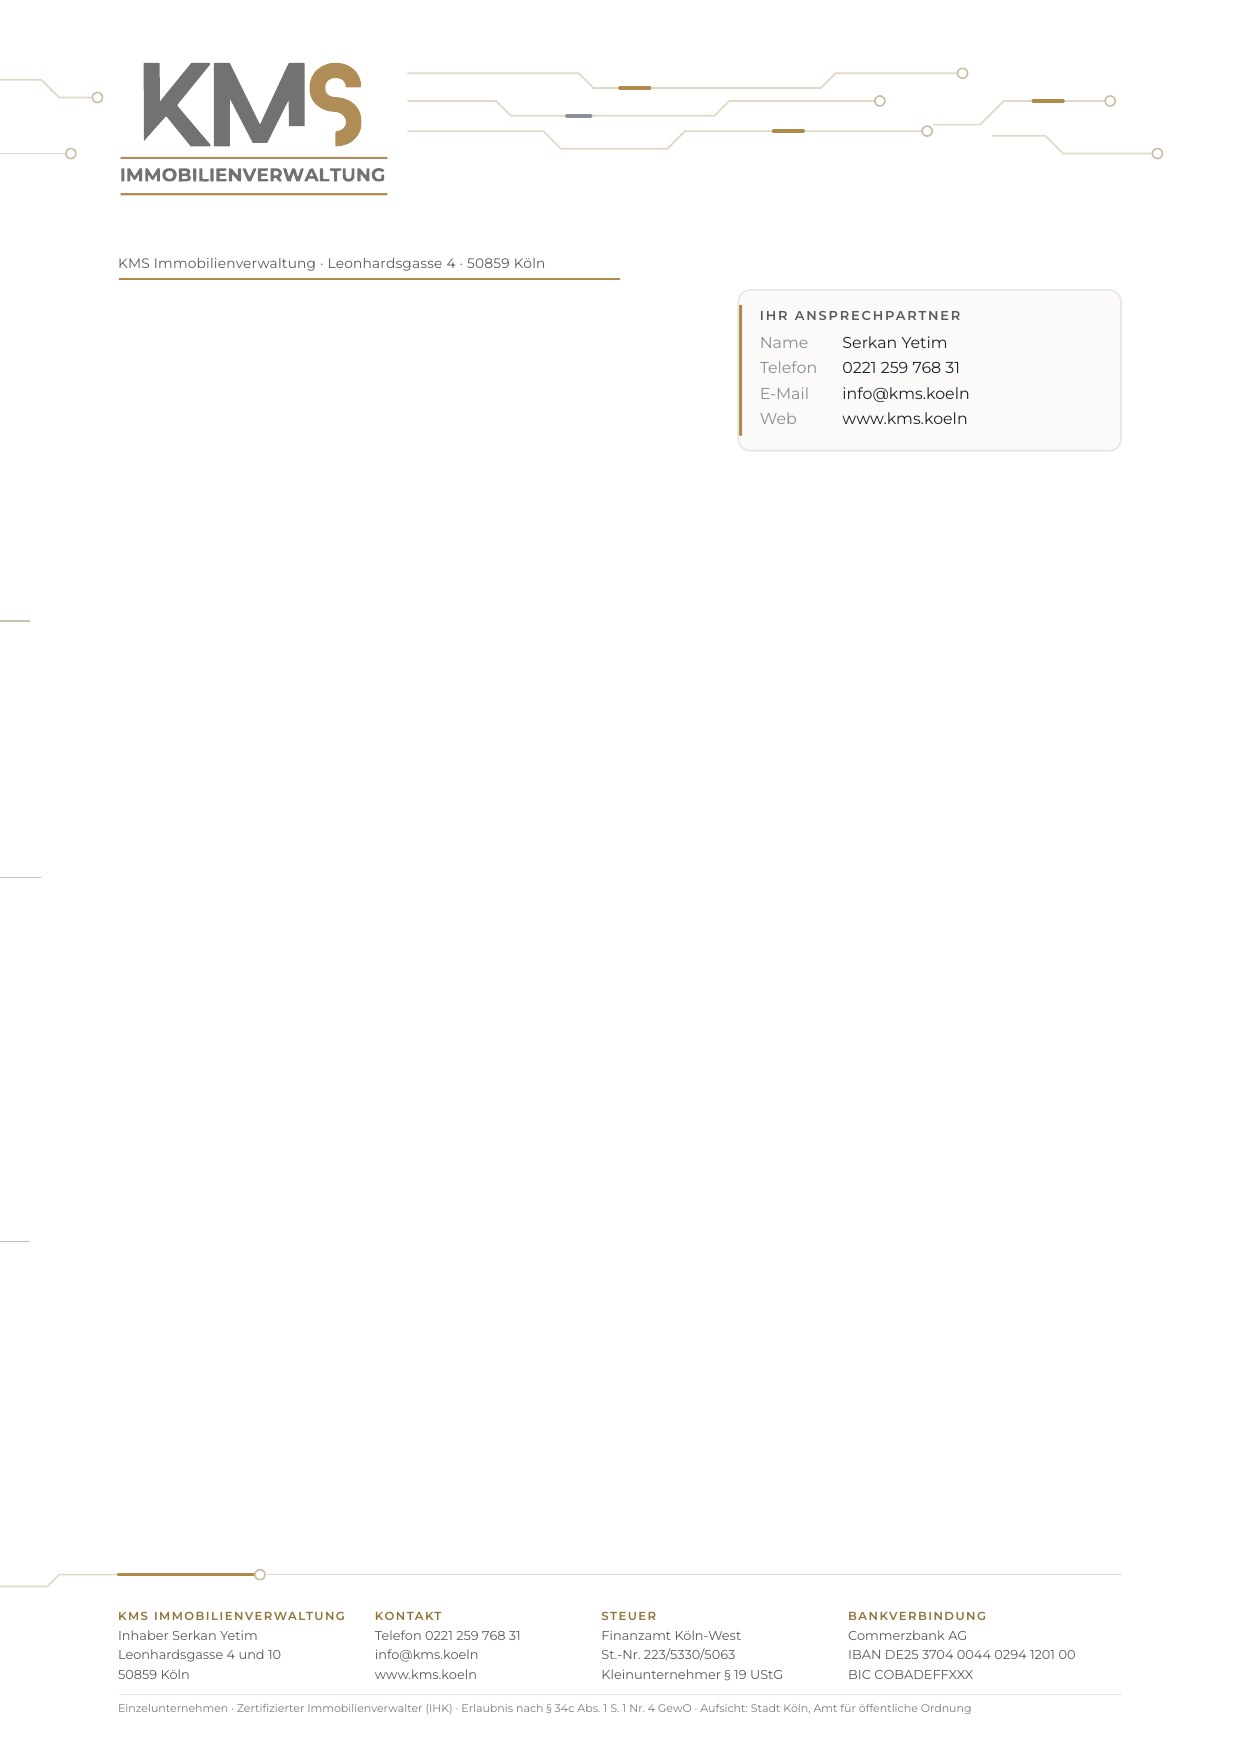 KMS
IMMOBILIENVERWALTUNG
KMS Immobilienverwaltung · Leonhardsgasse 4 · 50859 Köln
IHR ANSPRECHPARTNER
Name Serkan Yetim
Telefon 0221 259 768 31
E-Mail info@kms.koeln
Web www.kms.koeln
KMS IMMOBILIENVERWALTUNG
Inhaber Serkan Yetim
Leonhardsgasse 4 und 10
50859 Köln
KONTAKT
Telefon 0221 259 768 31
info@kms.koeln
www.kms.koeln
STEUER
Finanzamt Köln-West
St.-Nr. 223/5330/5063
Kleinunternehmer § 19 UStG
BANKVERBINDUNG
Commerzbank AG
IBAN DE25 3704 0044 0294 1201 00
BIC COBADEFFXXX
Einzelunternehmen · Zertifizierter Immobilienverwalter (IHK) · Erlaubnis nach § 34c Abs. 1 S. 1 Nr. 4 GewO · Aufsicht: Stadt Köln, Amt für öffentliche Ordnung